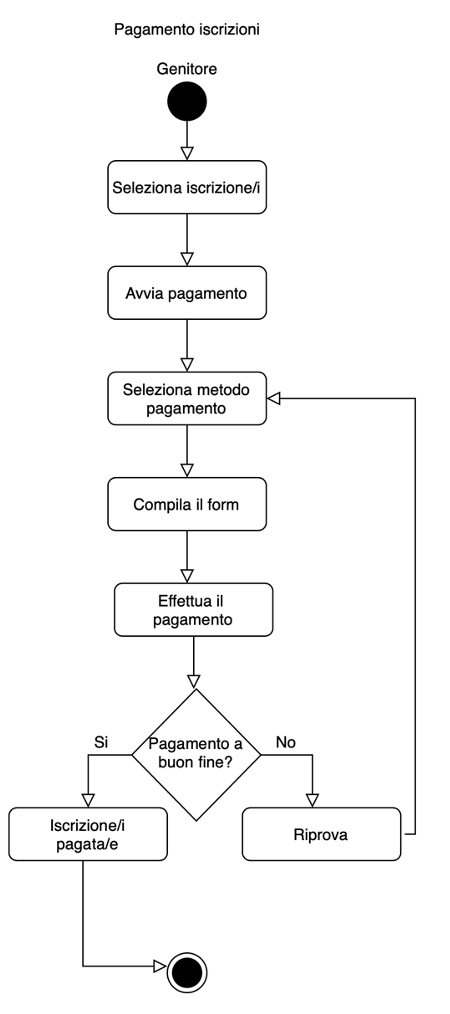 Pagamento iscrizioni
Genitore
Seleziona iscrizione/i
Avvia pagamento
Seleziona metodo
pagamento
Compila il form
Effettua il
pagamento
Si
Pagamento a
buon fine?
No
Iscrizione/i
pagata/e
Riprova